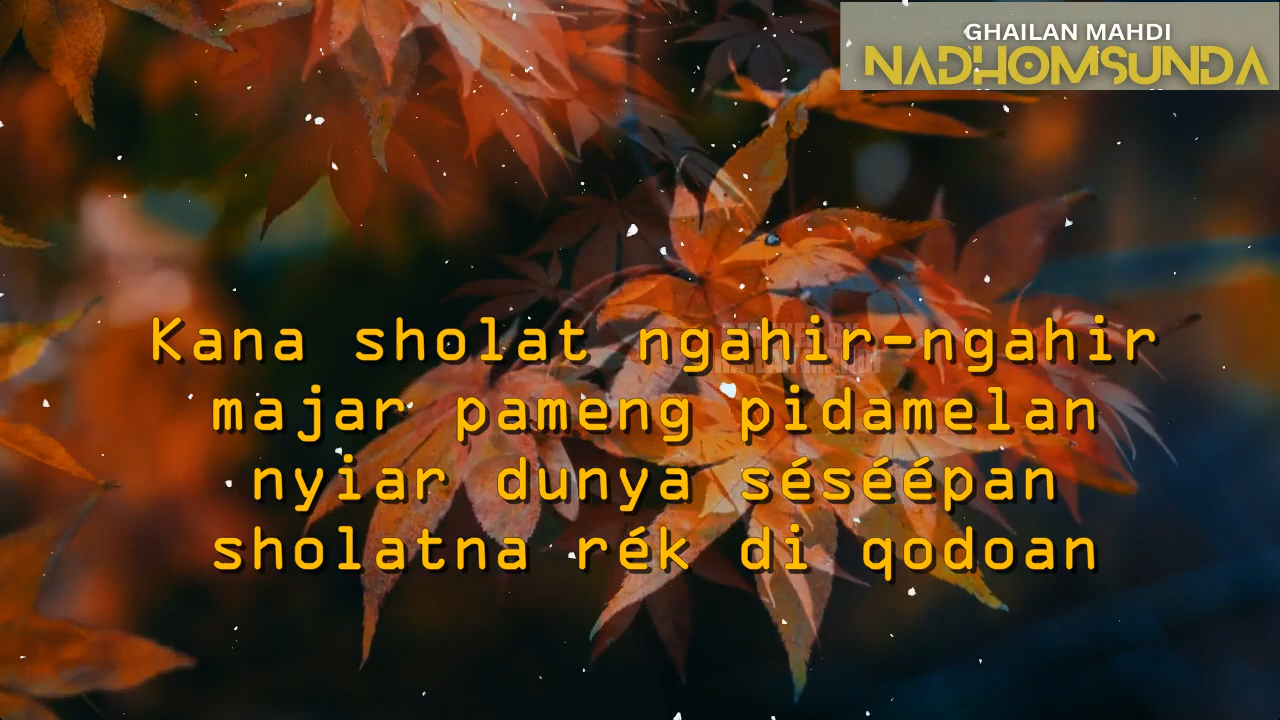 GHAILAN MAHDI
NADHOMSUNDA
Kana sholat ngahir-ngahir
majar pameng pidamelan
nyiar dunya séséépan
sholatna rék di qodoan